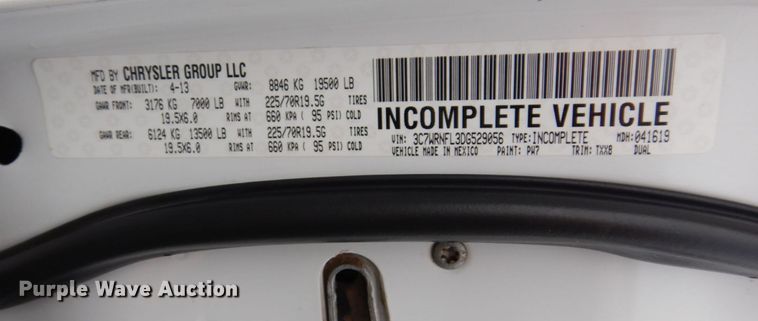 MFD BY CHRYSLER GROUP LLC
DATE OF MFR(BUILT): 4-13 GVWR: 8846 KG 19500 LB
GAWR FRONT: 3176 KG 7000 LB WITH 225/70R19.5G TIRES
19.5X6.0 RIMS AT 660 KPA ( 95 PSI) COLD
GAWR REAR: 6124 KG 13500 LB WITH 225/70R19.5G TIRES
19.5X6.0 RIMS AT 660 KPA ( 95 PSI) COLD
INCOMPLETE VEHICLE
VIN: 3C7WRNFL3DG529056 TYPE:INCOMPLETE MDH:041619
VEHICLE MADE IN MEXICO PAINT: PW7 TRIM: TXX8 DUAL
Purple Wave Auction